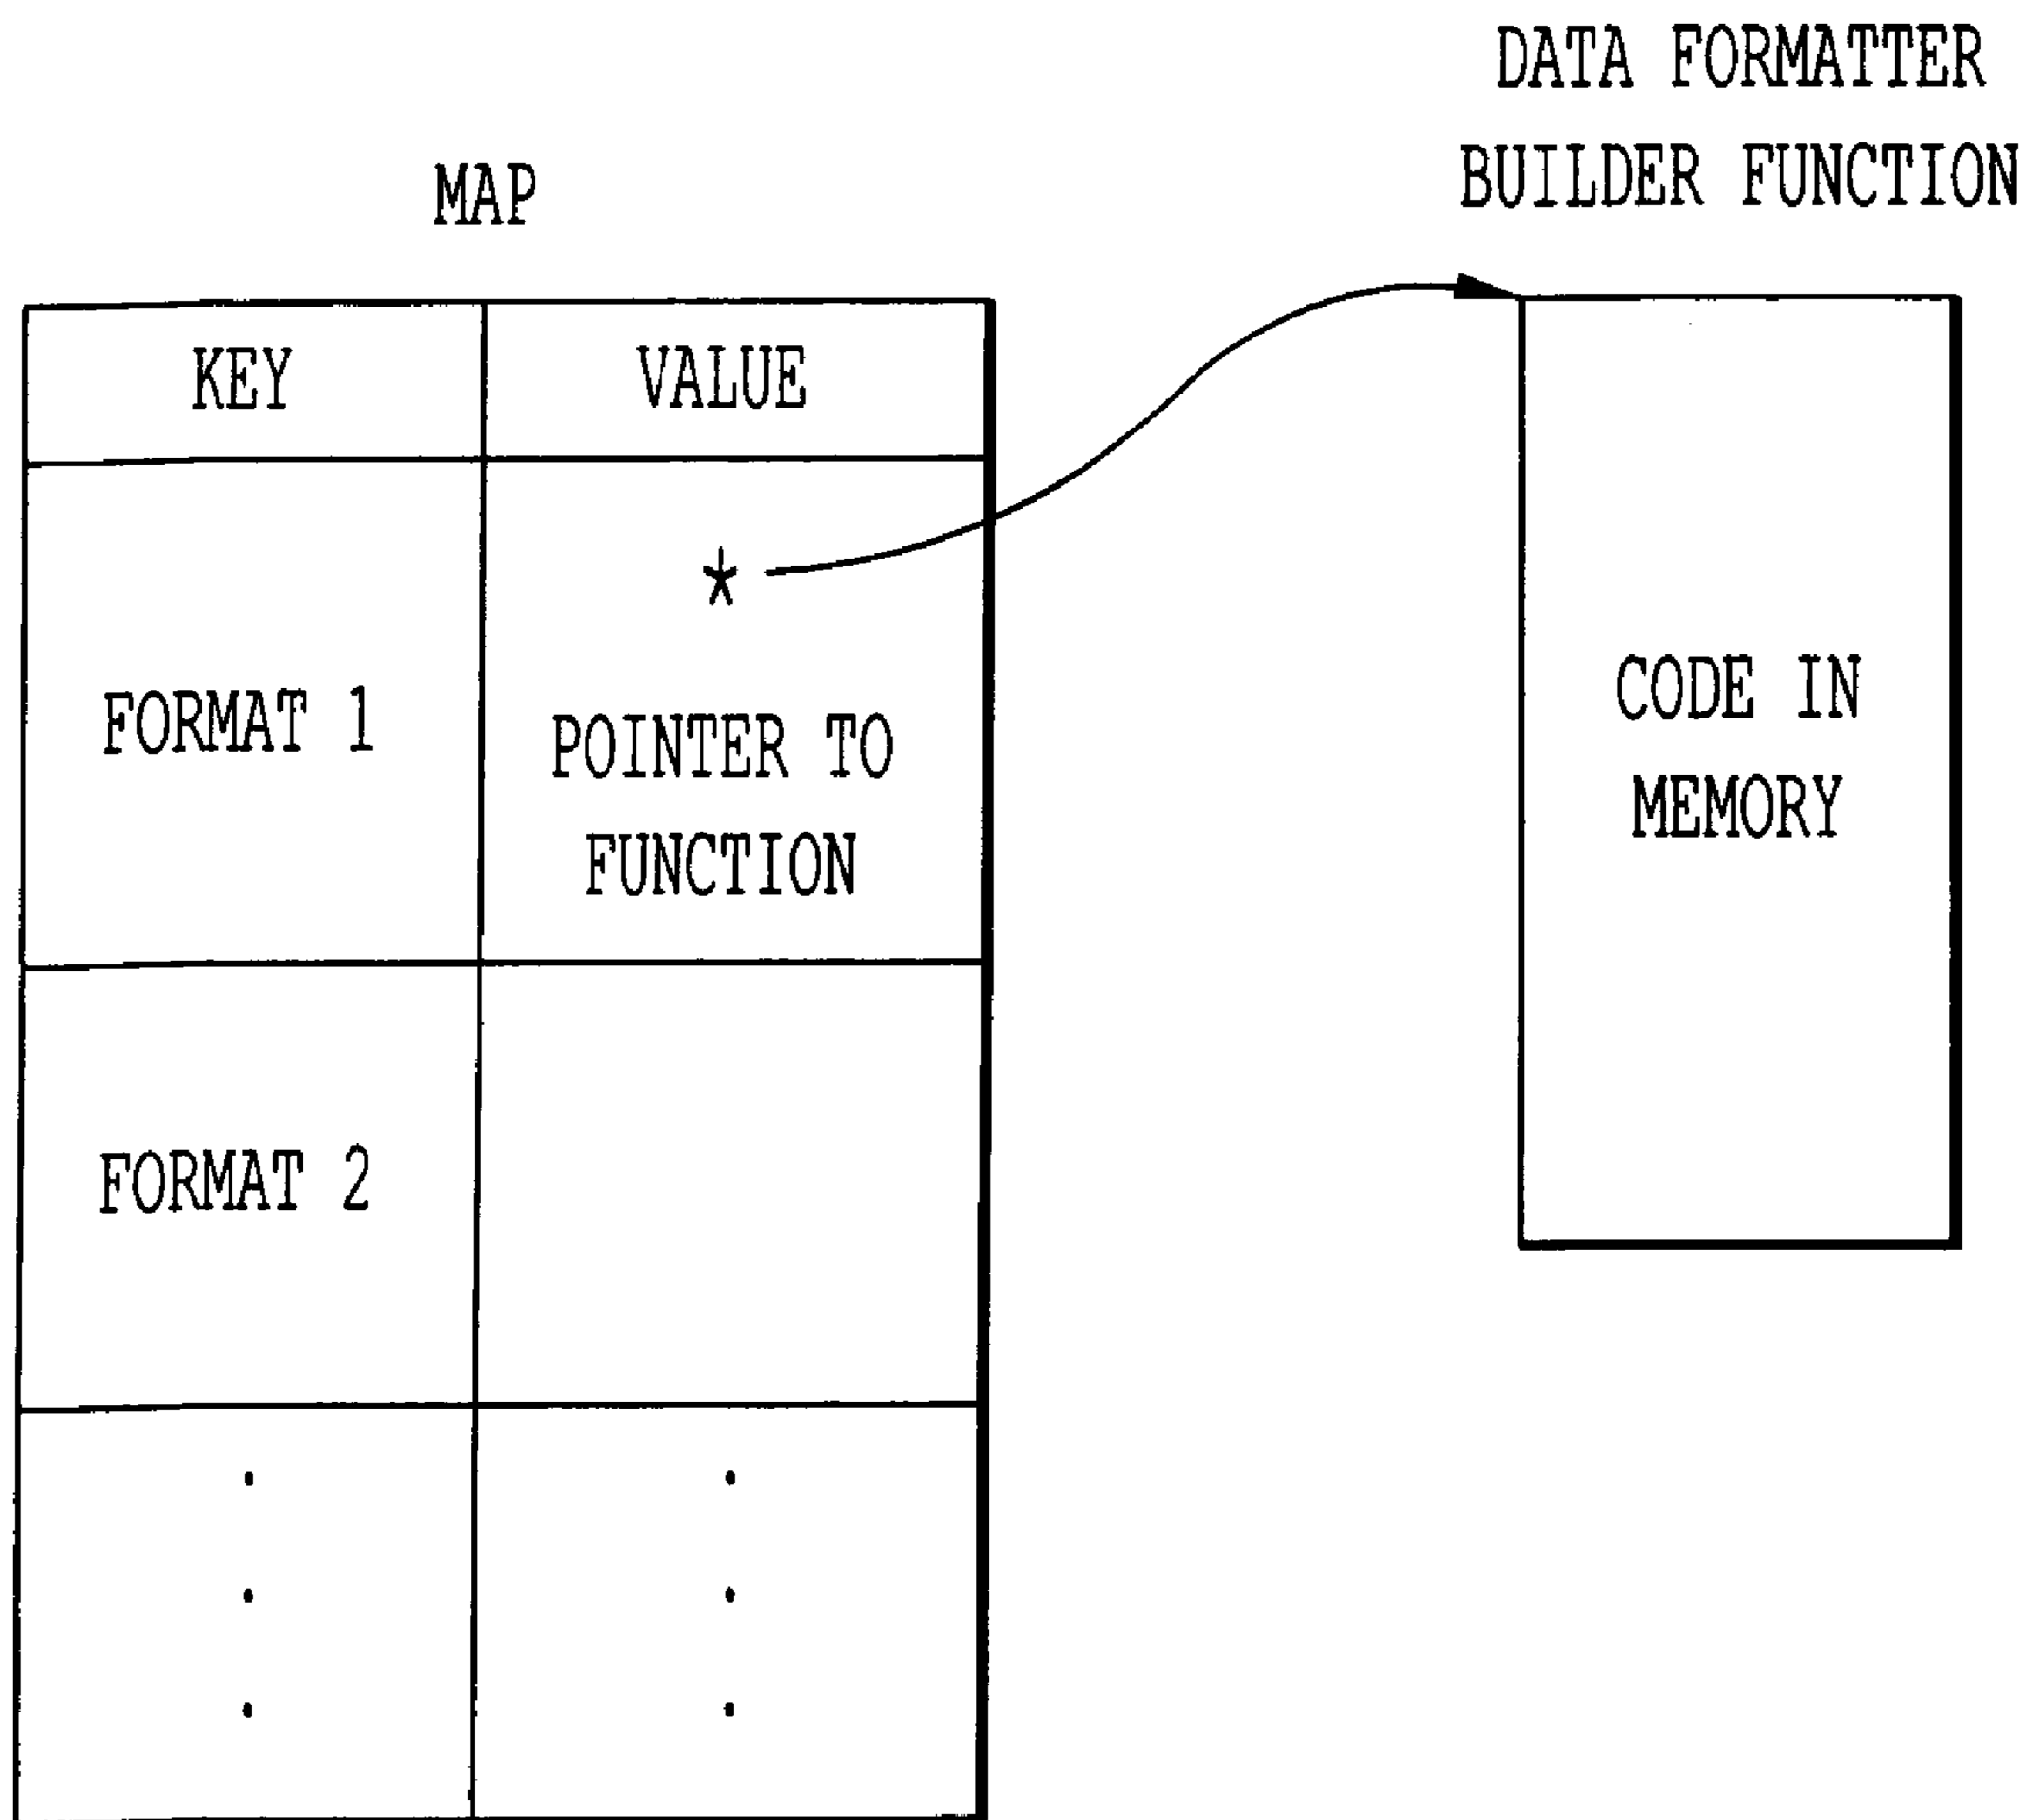 DATA FORMATTER
BUILDER FUNCTION
MAP
KEY VALUE
*
FORMAT 1
POINTER TO
FUNCTION
CODE IN
MEMORY
FORMAT 2
. .
. .
. .